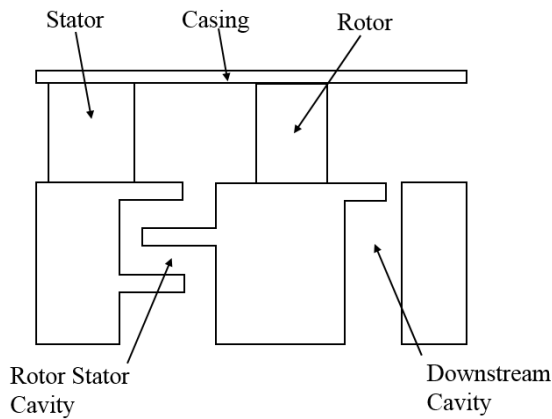 Stator
Casing
Rotor
Rotor Stator
Cavity
Downstream
Cavity